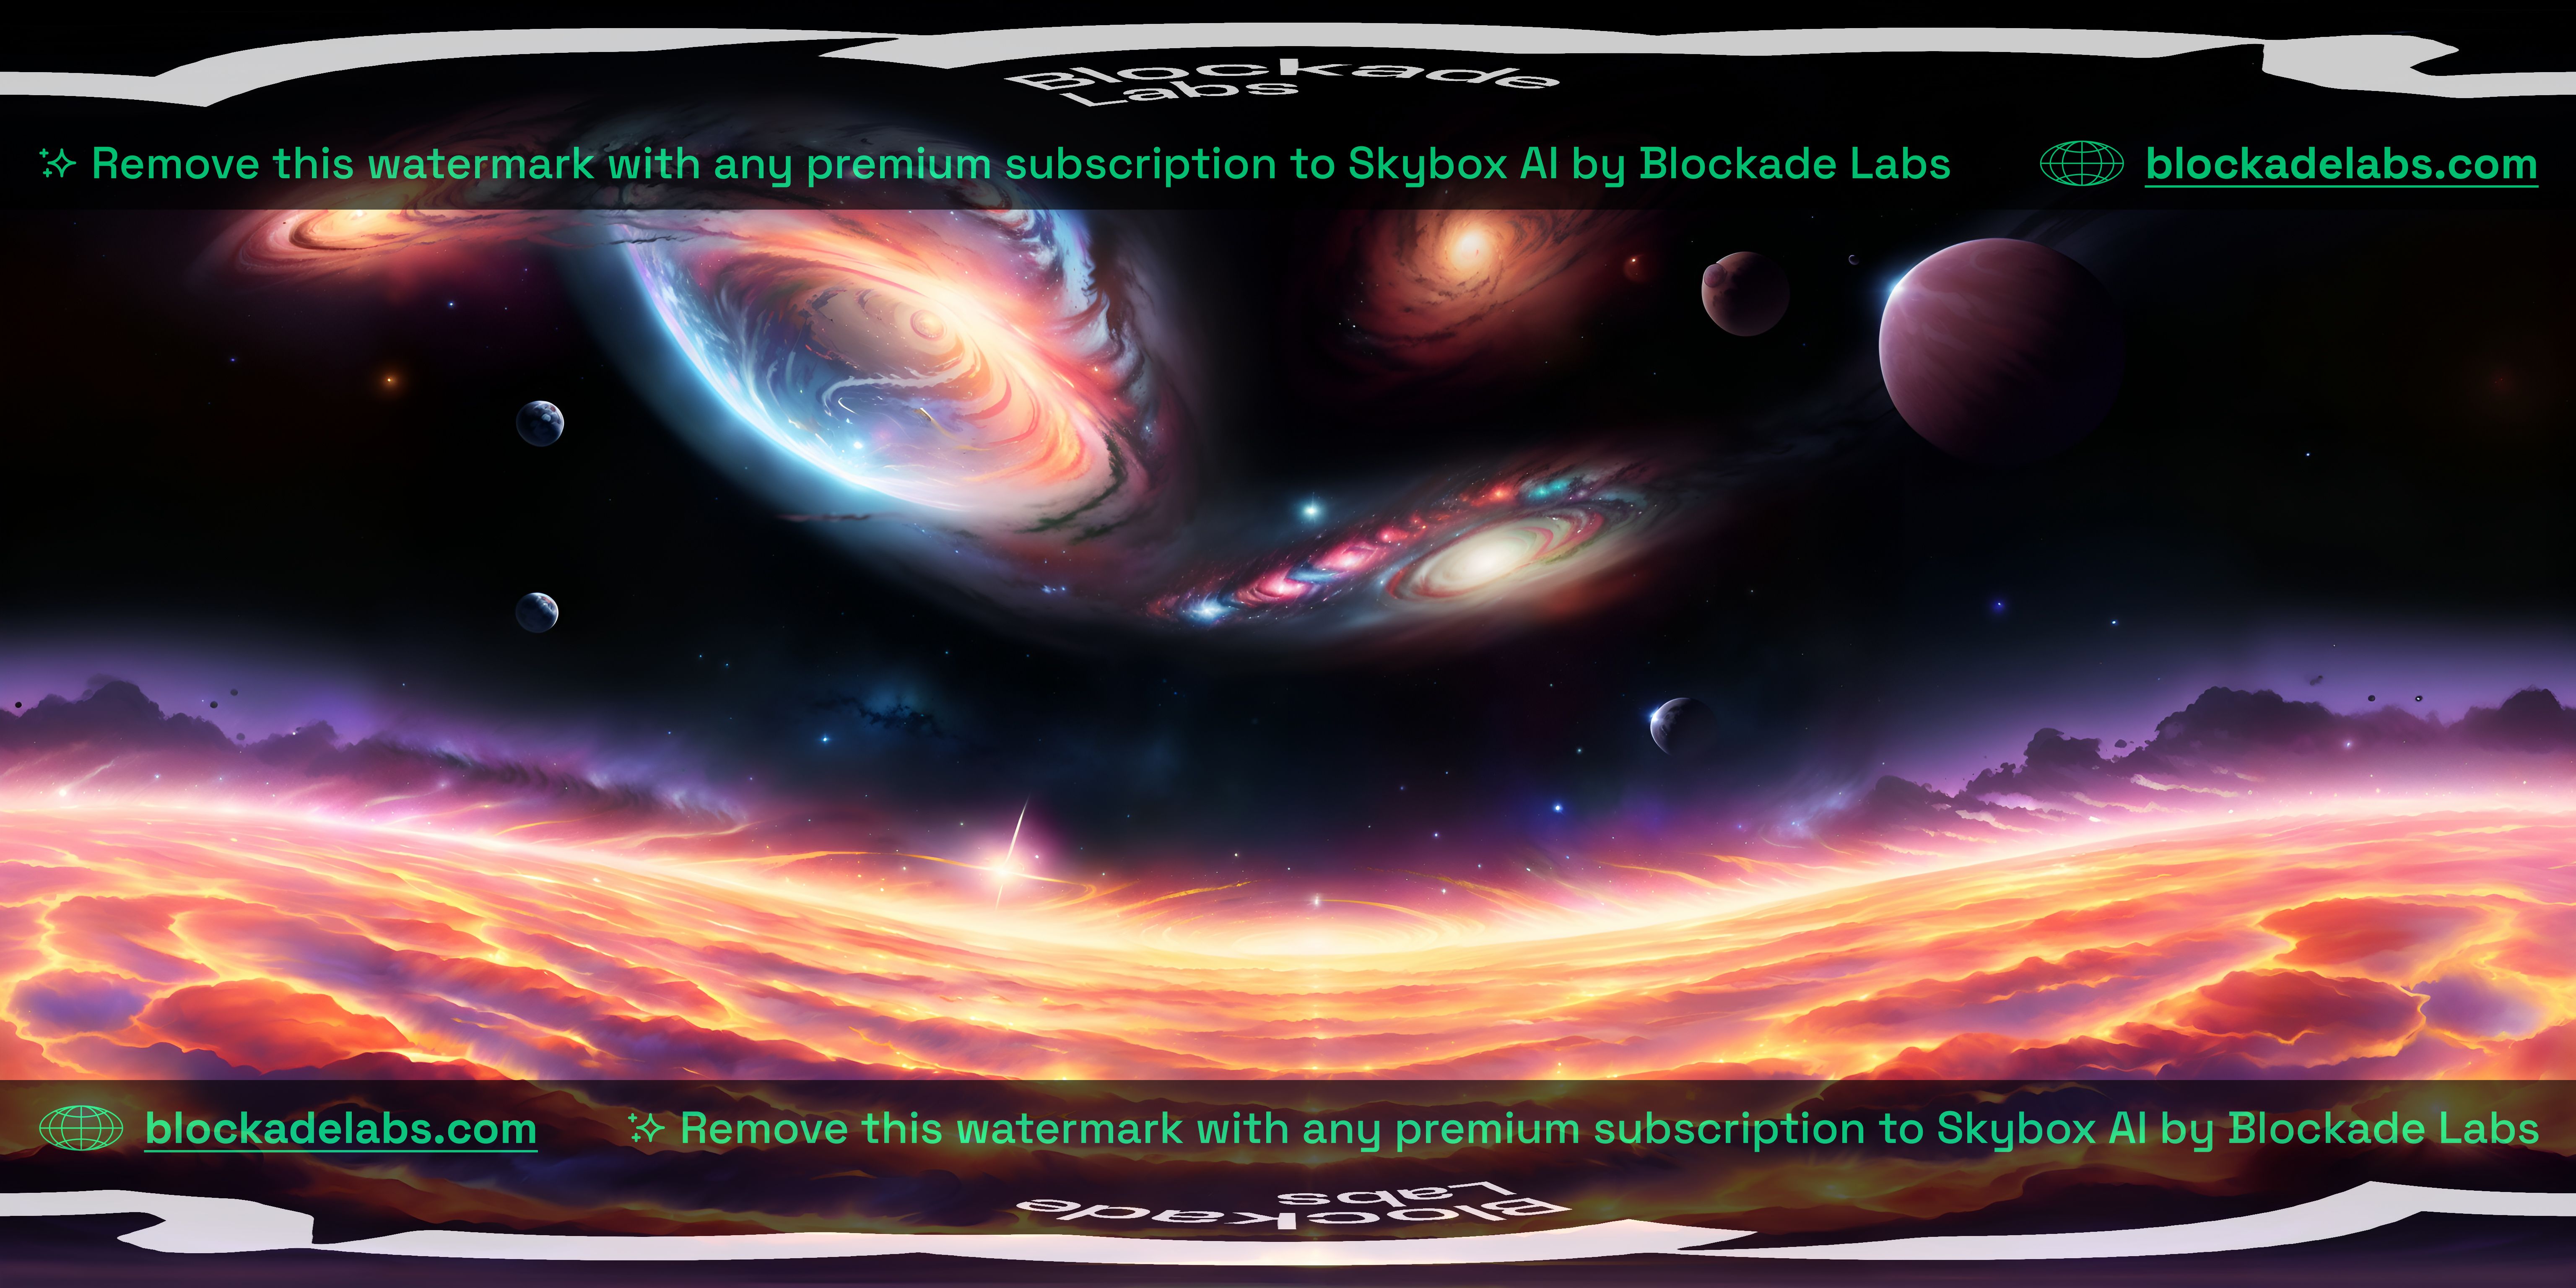 Blockade
Labs
Remove this watermark with any premium subscription to Skybox AI by Blockade Labs blockadelabs.com
blockadelabs.com Remove this watermark with any premium subscription to Skybox AI by Blockade Labs
Blockade
Labs